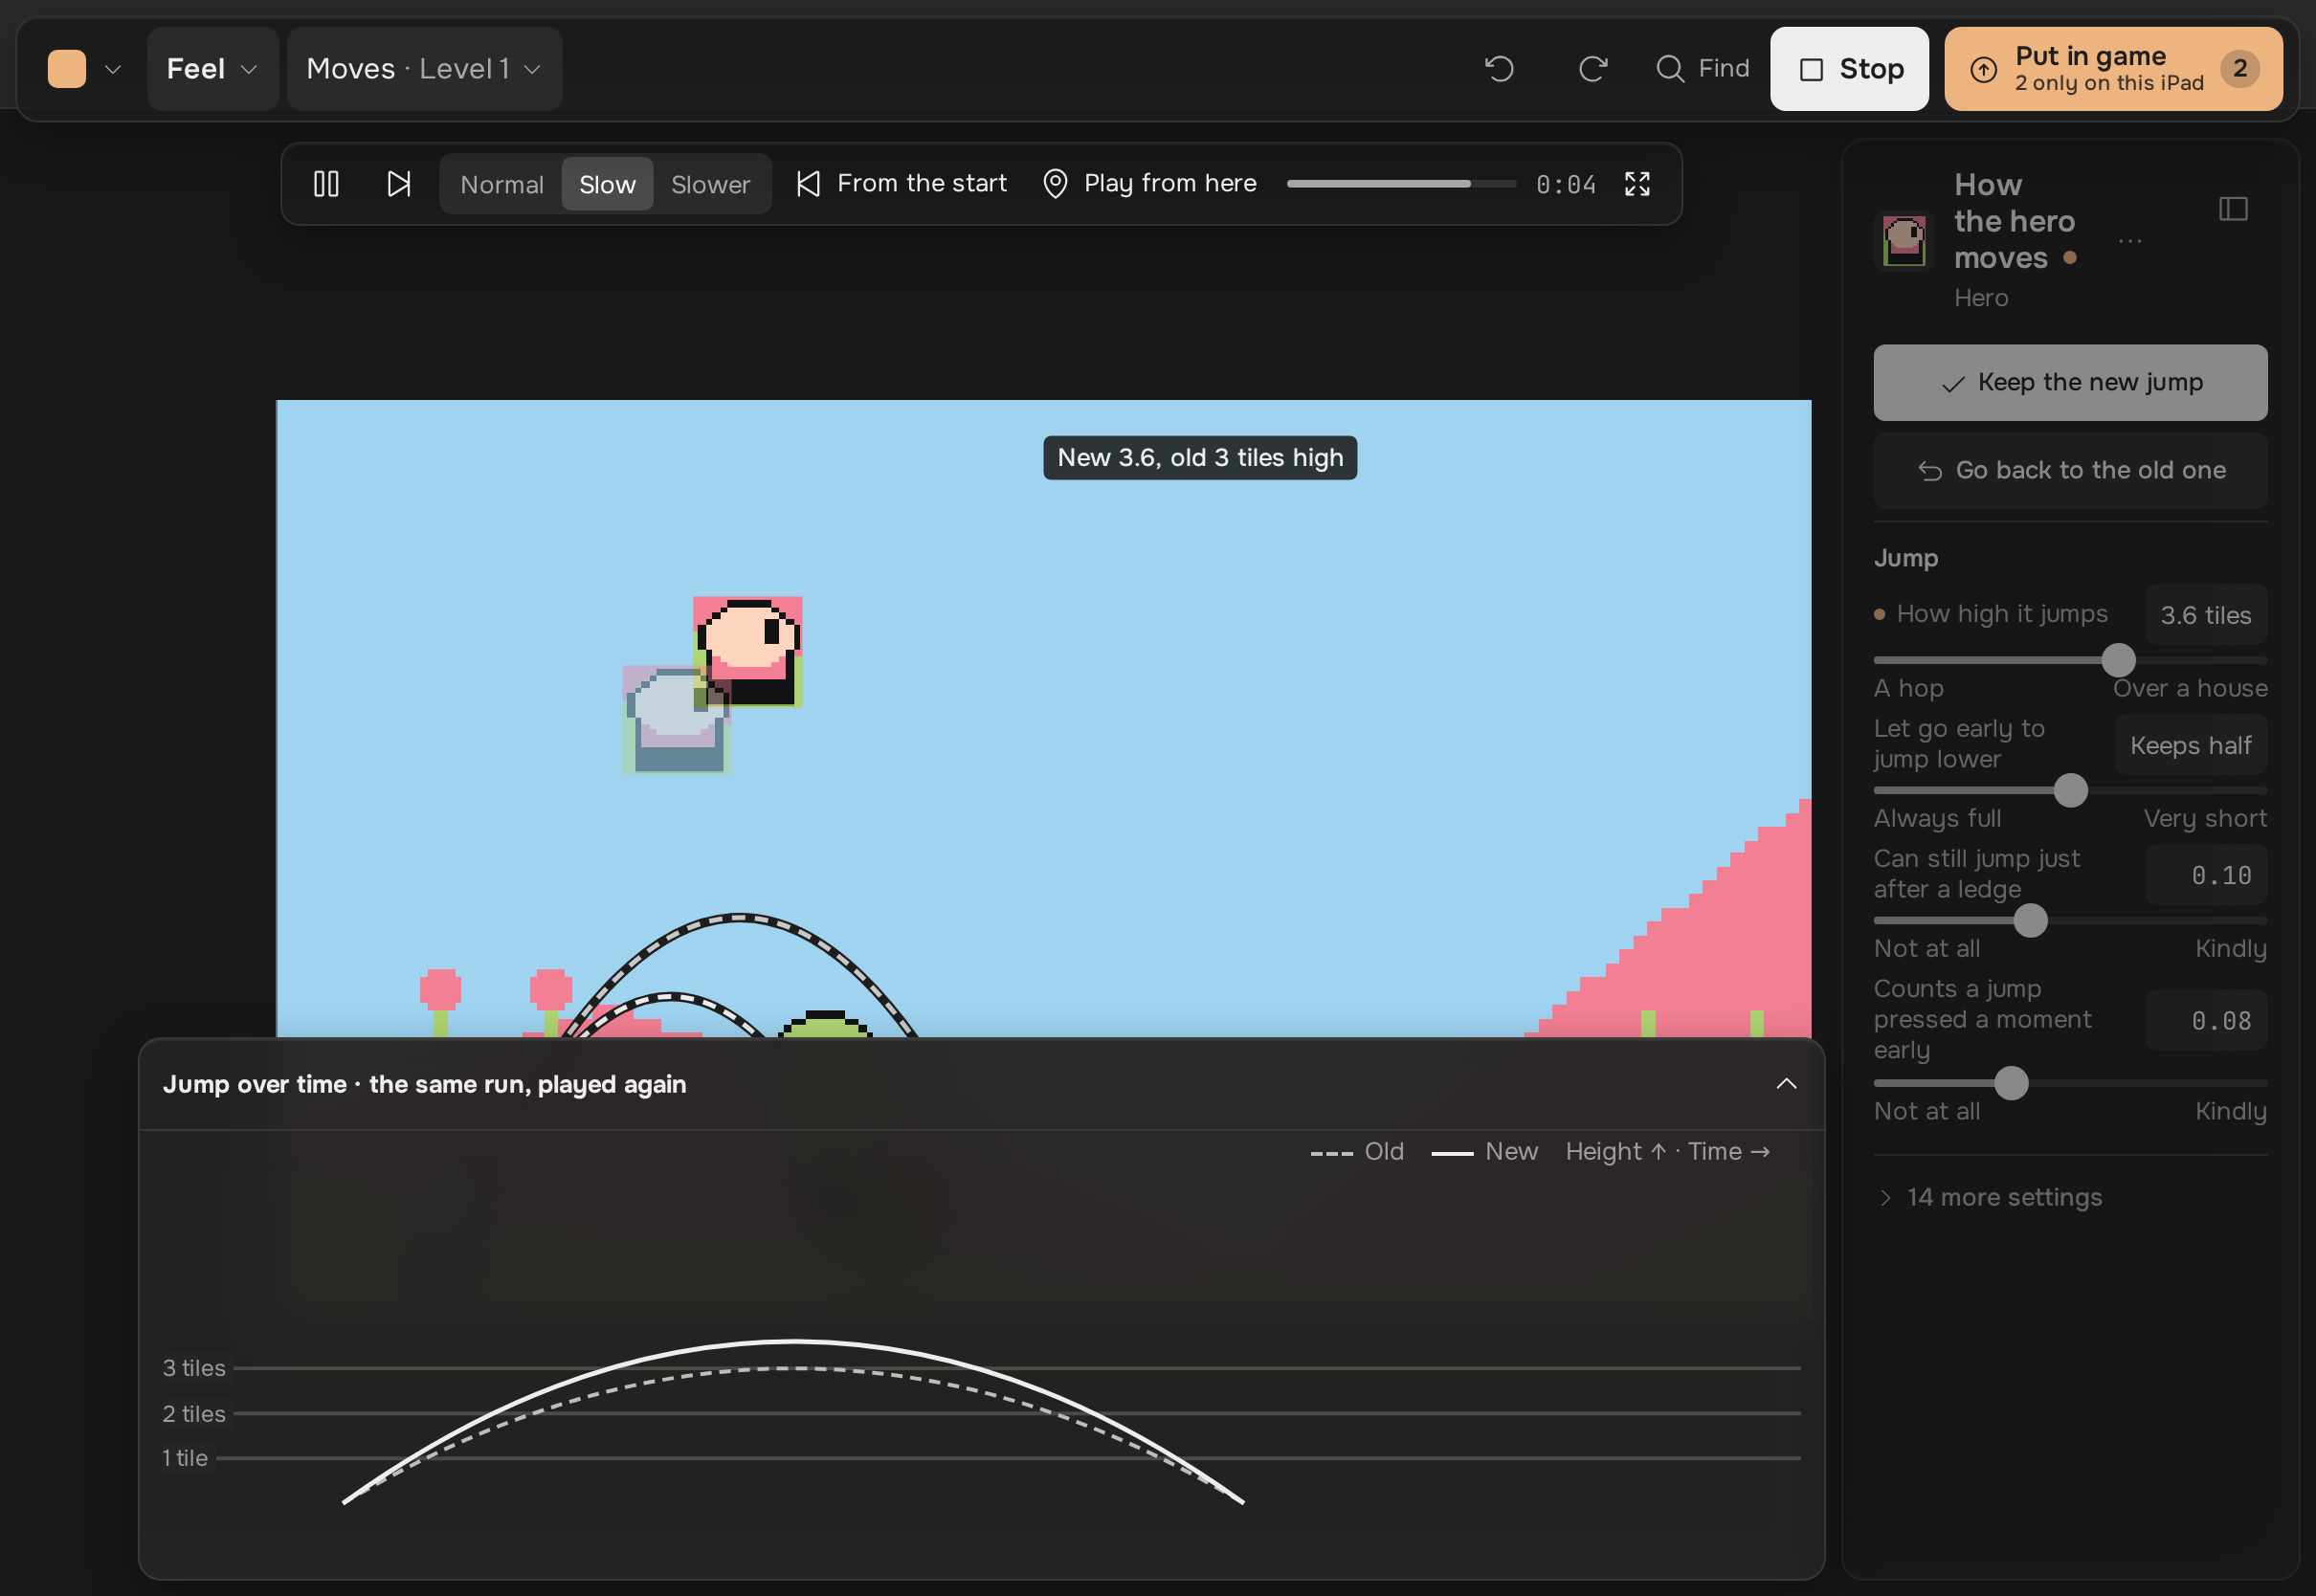 Feel
Moves · Level 1
Find
Stop
Put in game
2 only on this iPad
2
Normal
Slow
Slower
From the start
Play from here
0:04
How
the hero
moves
Hero
Keep the new jump
Go back to the old one
New 3.6, old 3 tiles high
Jump
How high it jumps
3.6 tiles
A hop
Over a house
Let go early to
jump lower
Keeps half
Always full
Very short
Can still jump just
after a ledge
0.10
Not at all
Kindly
Counts a jump
pressed a moment
early
0.08
Not at all
Kindly
14 more settings
Jump over time · the same run, played again
Old
New
Height ↑ · Time →
3 tiles
2 tiles
1 tile